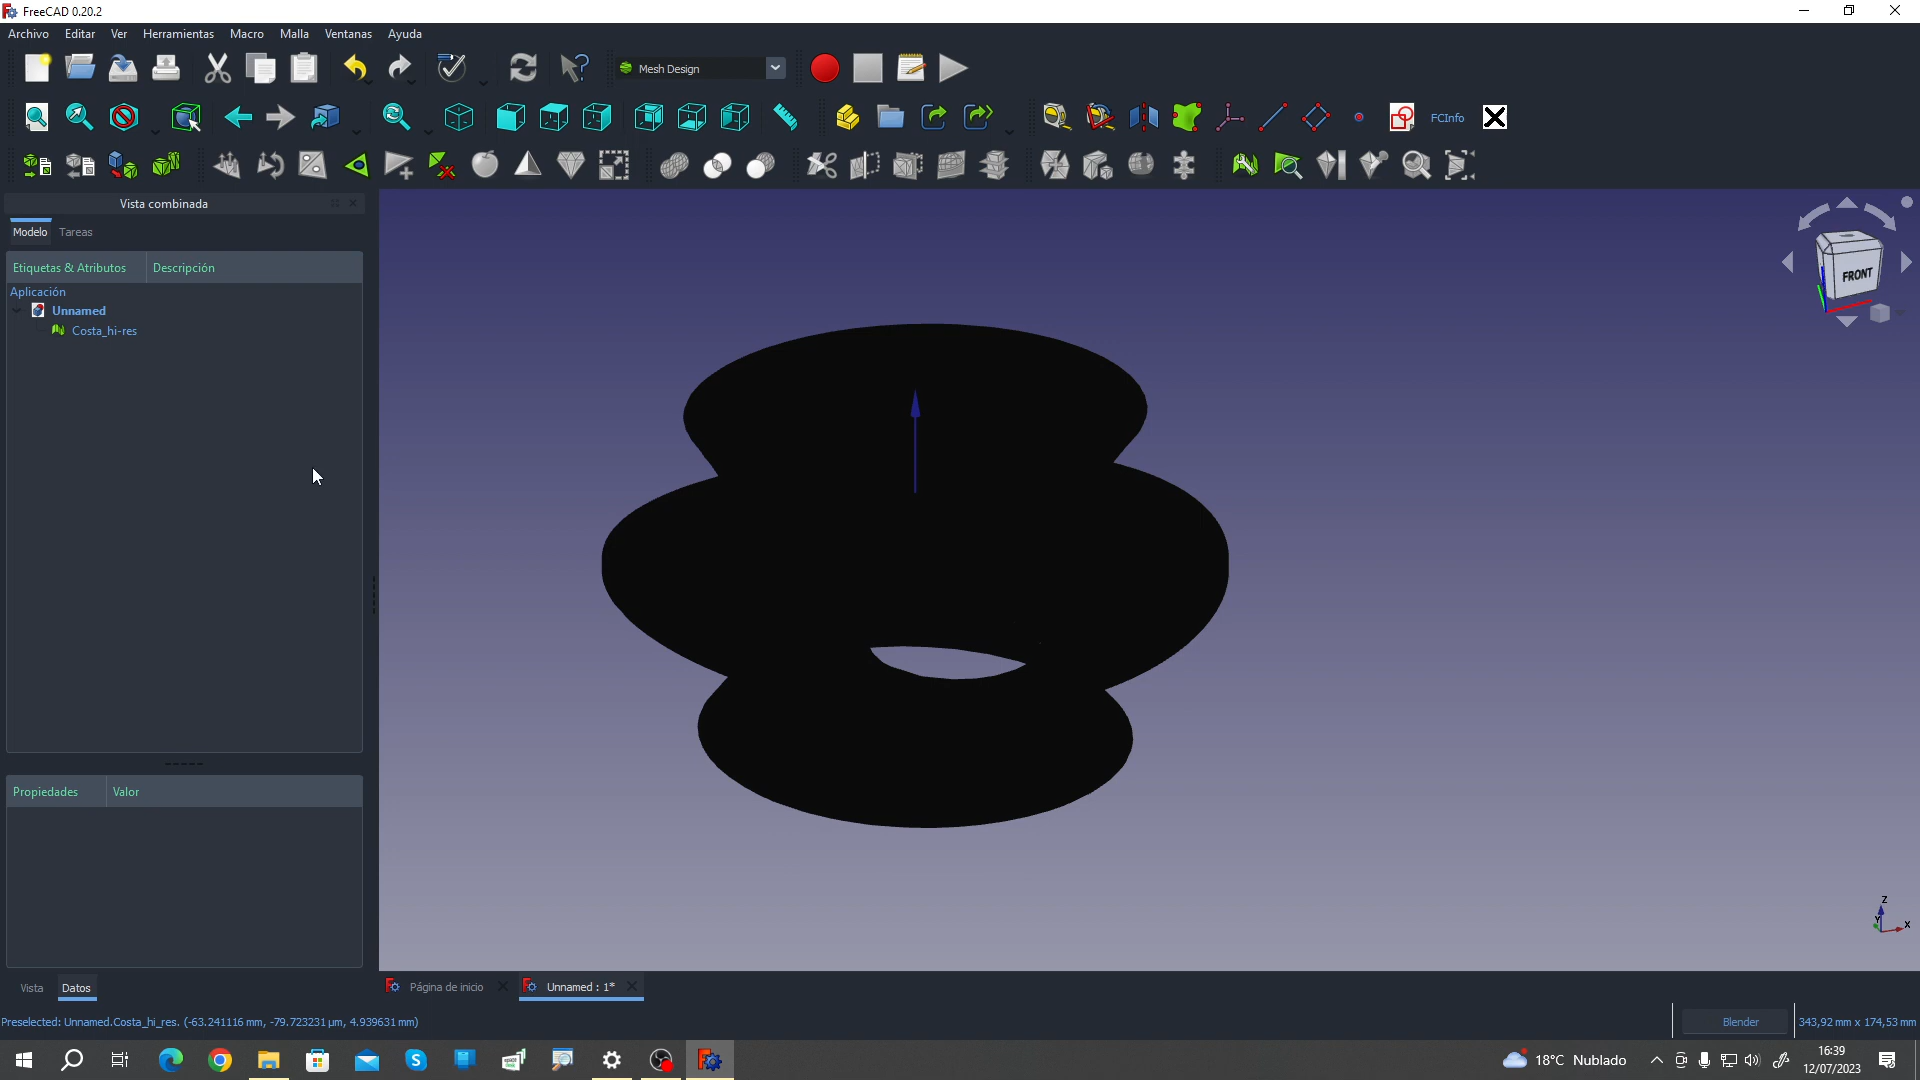 FreeCAD 0.20.2
Archivo Editar Ver Herramientas Macro Malla Ventanas Ayuda
Mesh Design
FCInfo
Vista combinada
Modelo Tareas
Etiquetas & Atributos Descripción
Aplicación
Unnamed
Costa_hi-res
FRONT
Propiedades Valor
Z
Y X
Vista Datos
Página de inicio Unnamed : 1*
Preselected: Unnamed.Costa_hi_res. (-63.241116 mm, -79.723231 µm, 4.939631 mm)
Blender 343,92 mm x 174,53 mm
18°C Nublado
16:39
12/07/2023